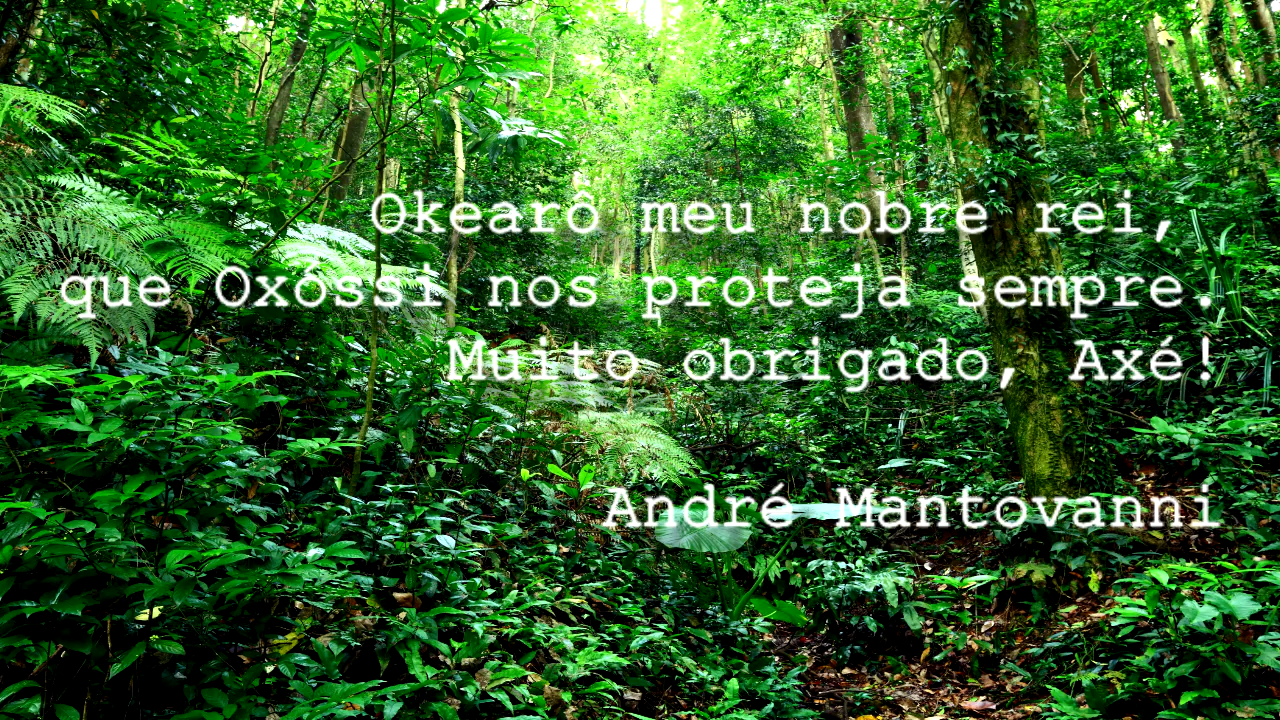 Okearô meu nobre rei,
que Oxóssi nos proteja sempre.
Muito obrigado, Axé!
André Mantovanni